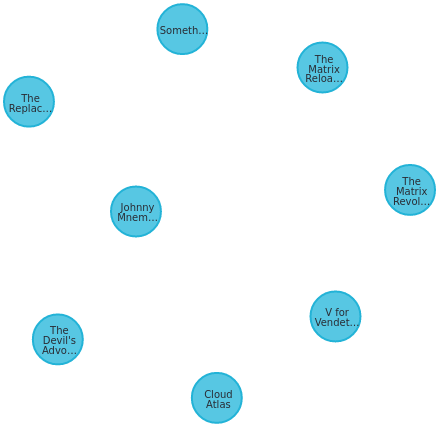 Someth...
The
Matrix
Reloa...
The
Replac...
The
Matrix
Revol...
Johnny
Mnem...
V for
Vendet...
The
Devil's
Advo...
Cloud
Atlas